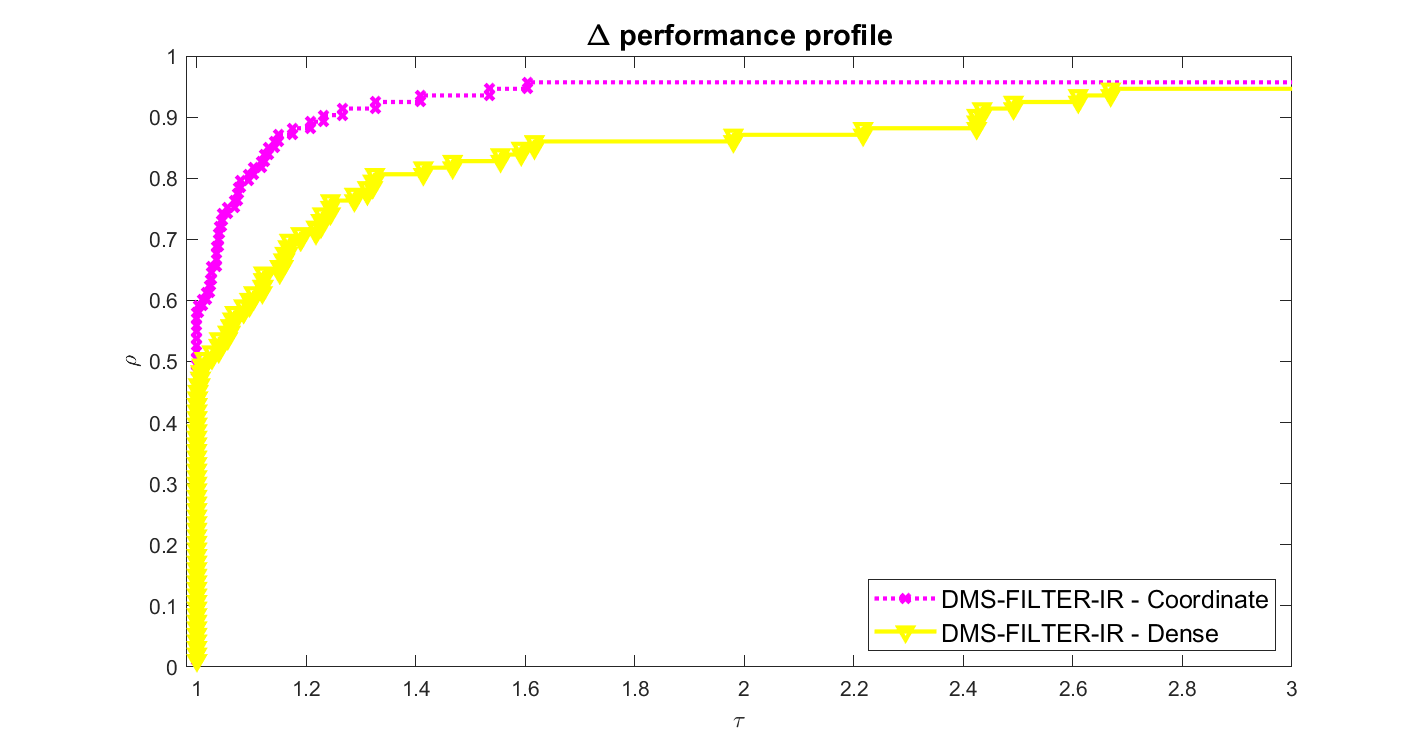 Δ performance profile
1
0.9
0.8
0.7
0.6
0.5
0.4
0.3
0.2
0.1
0
ρ
DMS-FILTER-IR - Coordinate
DMS-FILTER-IR - Dense
1 1.2 1.4 1.6 1.8 2 2.2 2.4 2.6 2.8 3
τ